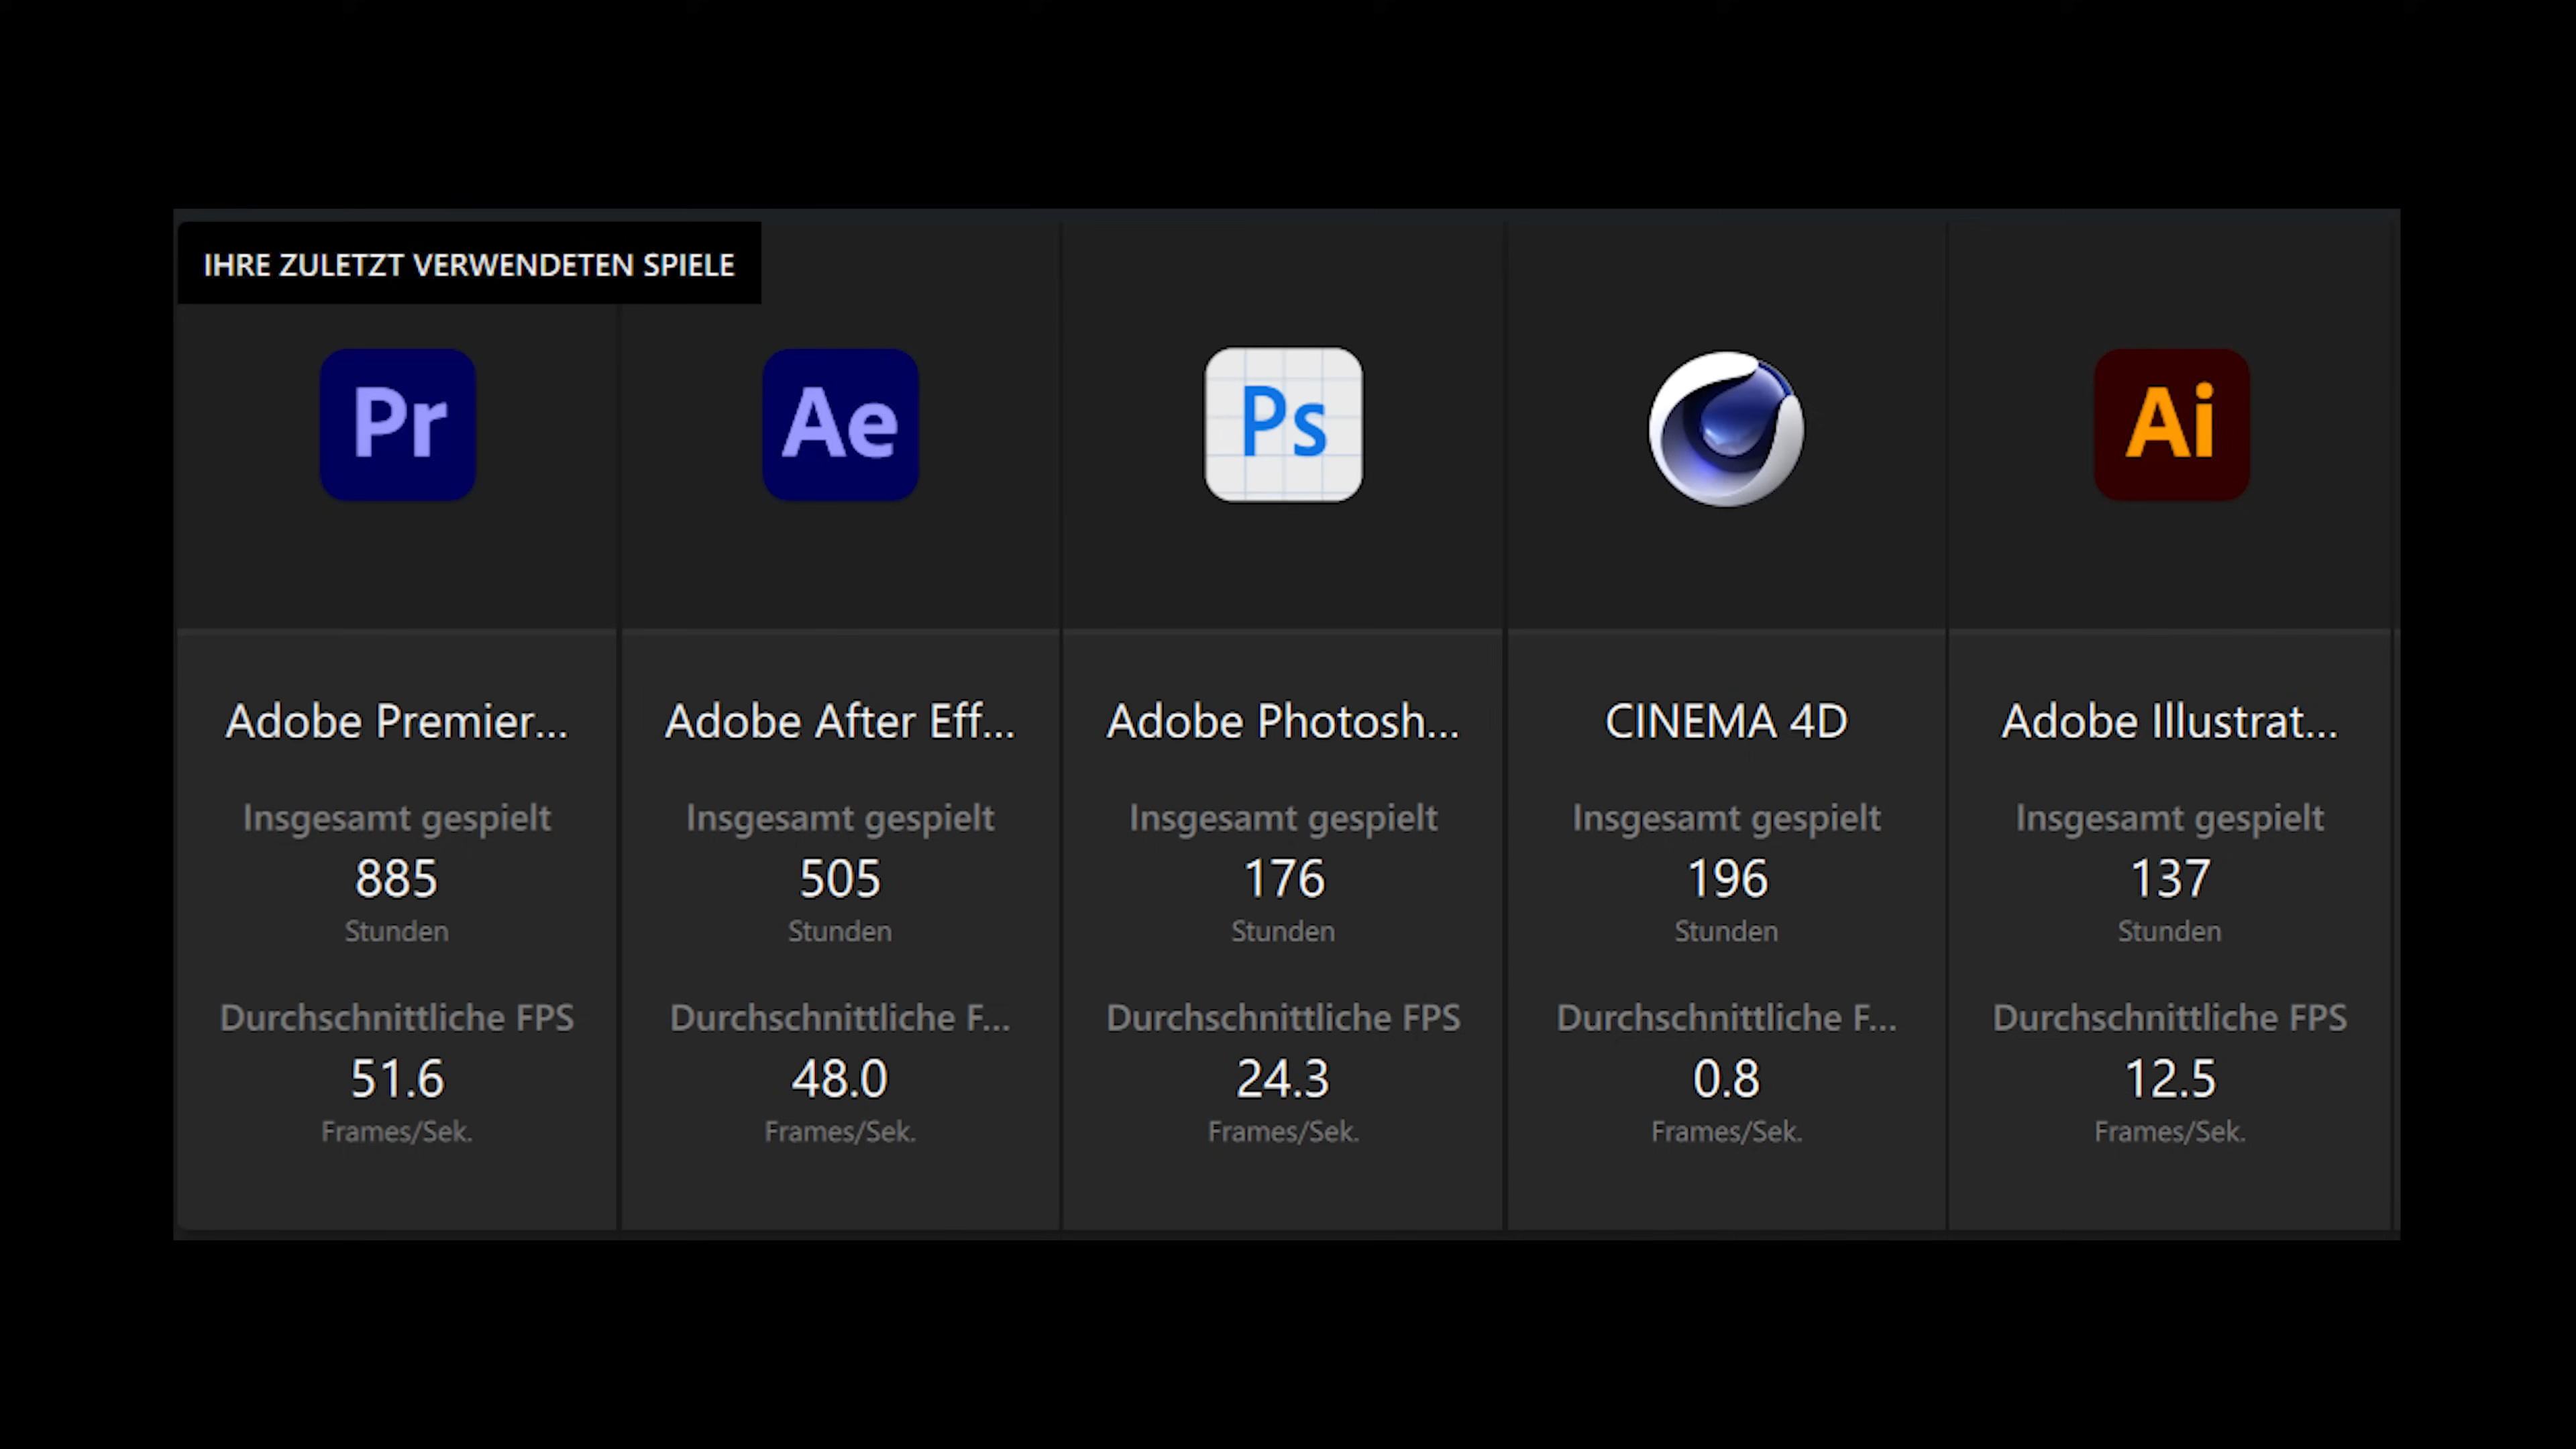 IHRE ZULETZT VERWENDETEN SPIELE
Pr
Adobe Premier...
Insgesamt gespielt
885
Stunden
Durchschnittliche FPS
51.6
Frames/Sek.
Ae
Adobe After Eff...
Insgesamt gespielt
505
Stunden
Durchschnittliche F...
48.0
Frames/Sek.
Ps
Adobe Photosh...
Insgesamt gespielt
176
Stunden
Durchschnittliche FPS
24.3
Frames/Sek.
CINEMA 4D
Insgesamt gespielt
196
Stunden
Durchschnittliche F...
0.8
Frames/Sek.
Ai
Adobe Illustrat...
Insgesamt gespielt
137
Stunden
Durchschnittliche FPS
12.5
Frames/Sek.